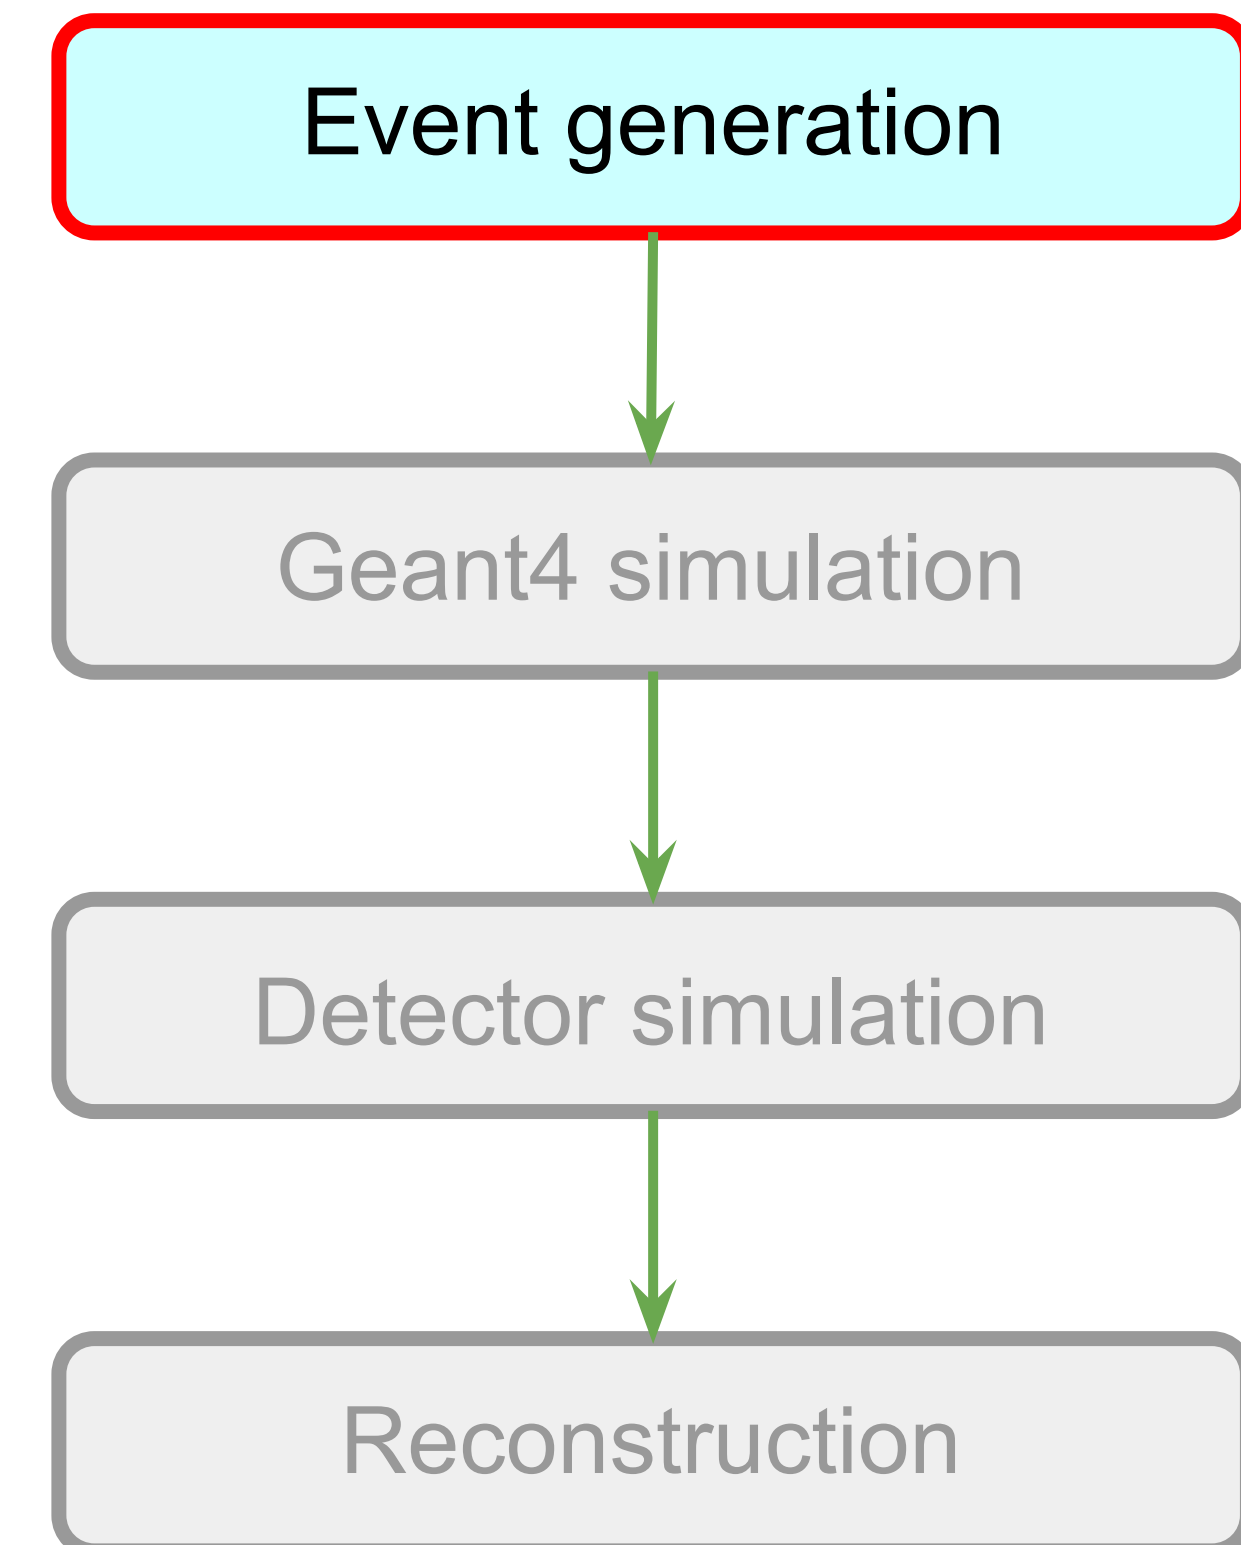 Event generation
Geant4 simulation
Detector simulation
Reconstruction